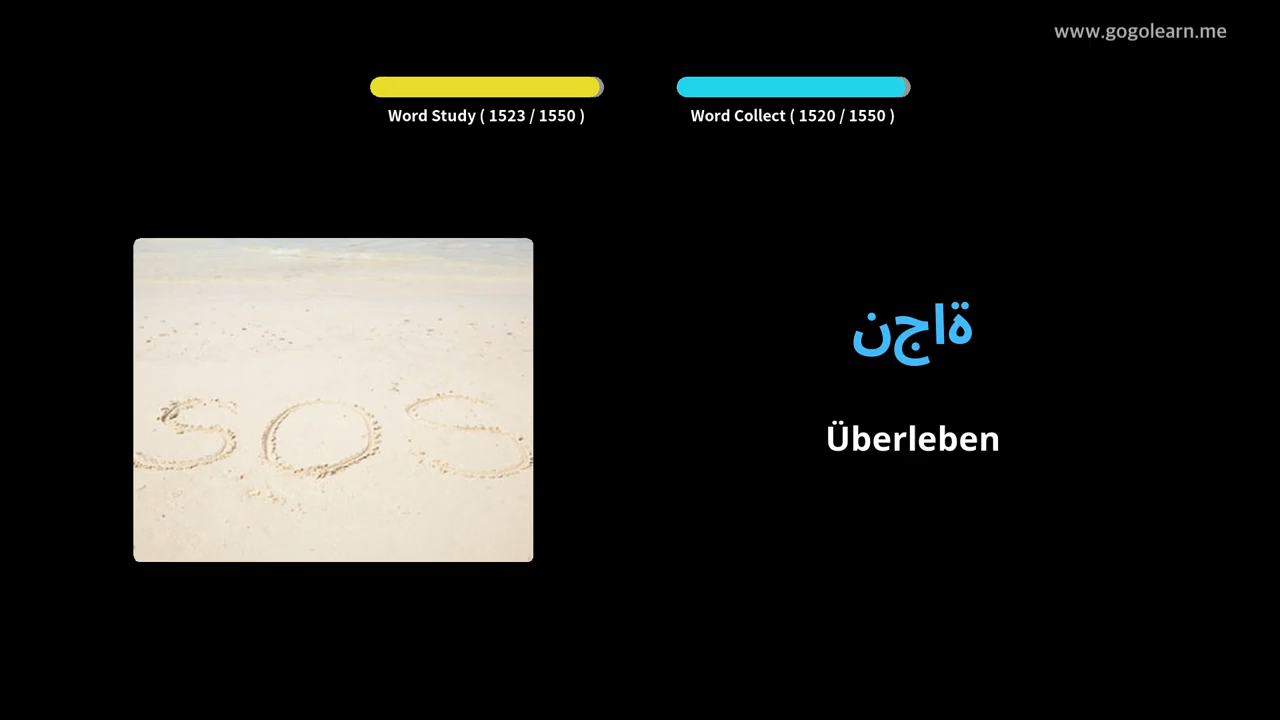 www.gogolearn.me
Word Study ( 1523 / 1550 )
Word Collect ( 1520 / 1550 )
SOS
نجاة
Überleben